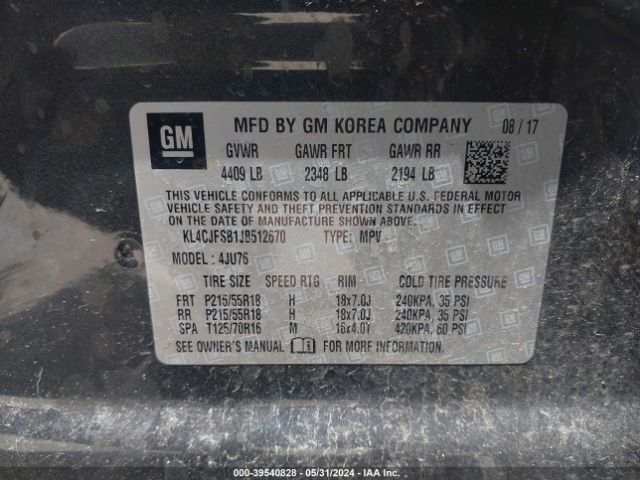 GM
MFD BY GM KOREA COMPANY 08 / 17
GVWR GAWR FRT GAWR RR
4409 LB 2348 LB 2194 LB
THIS VEHICLE CONFORMS TO ALL APPLICABLE U.S. FEDERAL MOTOR
VEHICLE SAFETY AND THEFT PREVENTION STANDARDS IN EFFECT
ON THE DATE OF MANUFACTURE SHOWN ABOVE.
KL4CJFSB1JB512670 TYPE: MPV
MODEL : 4JU76
TIRE SIZE SPEED RTG RIM COLD TIRE PRESSURE
FRT P215/55R18 H 18x7.0J 240KPA, 35 PSI
RR P215/55R18 H 18x7.0J 240KPA, 35 PSI
SPA T125/70R16 M 16x4.0T 420KPA, 60 PSI
SEE OWNER'S MANUAL FOR MORE INFORMATION.
000-39540828 - 05/31/2024 - IAA Inc.